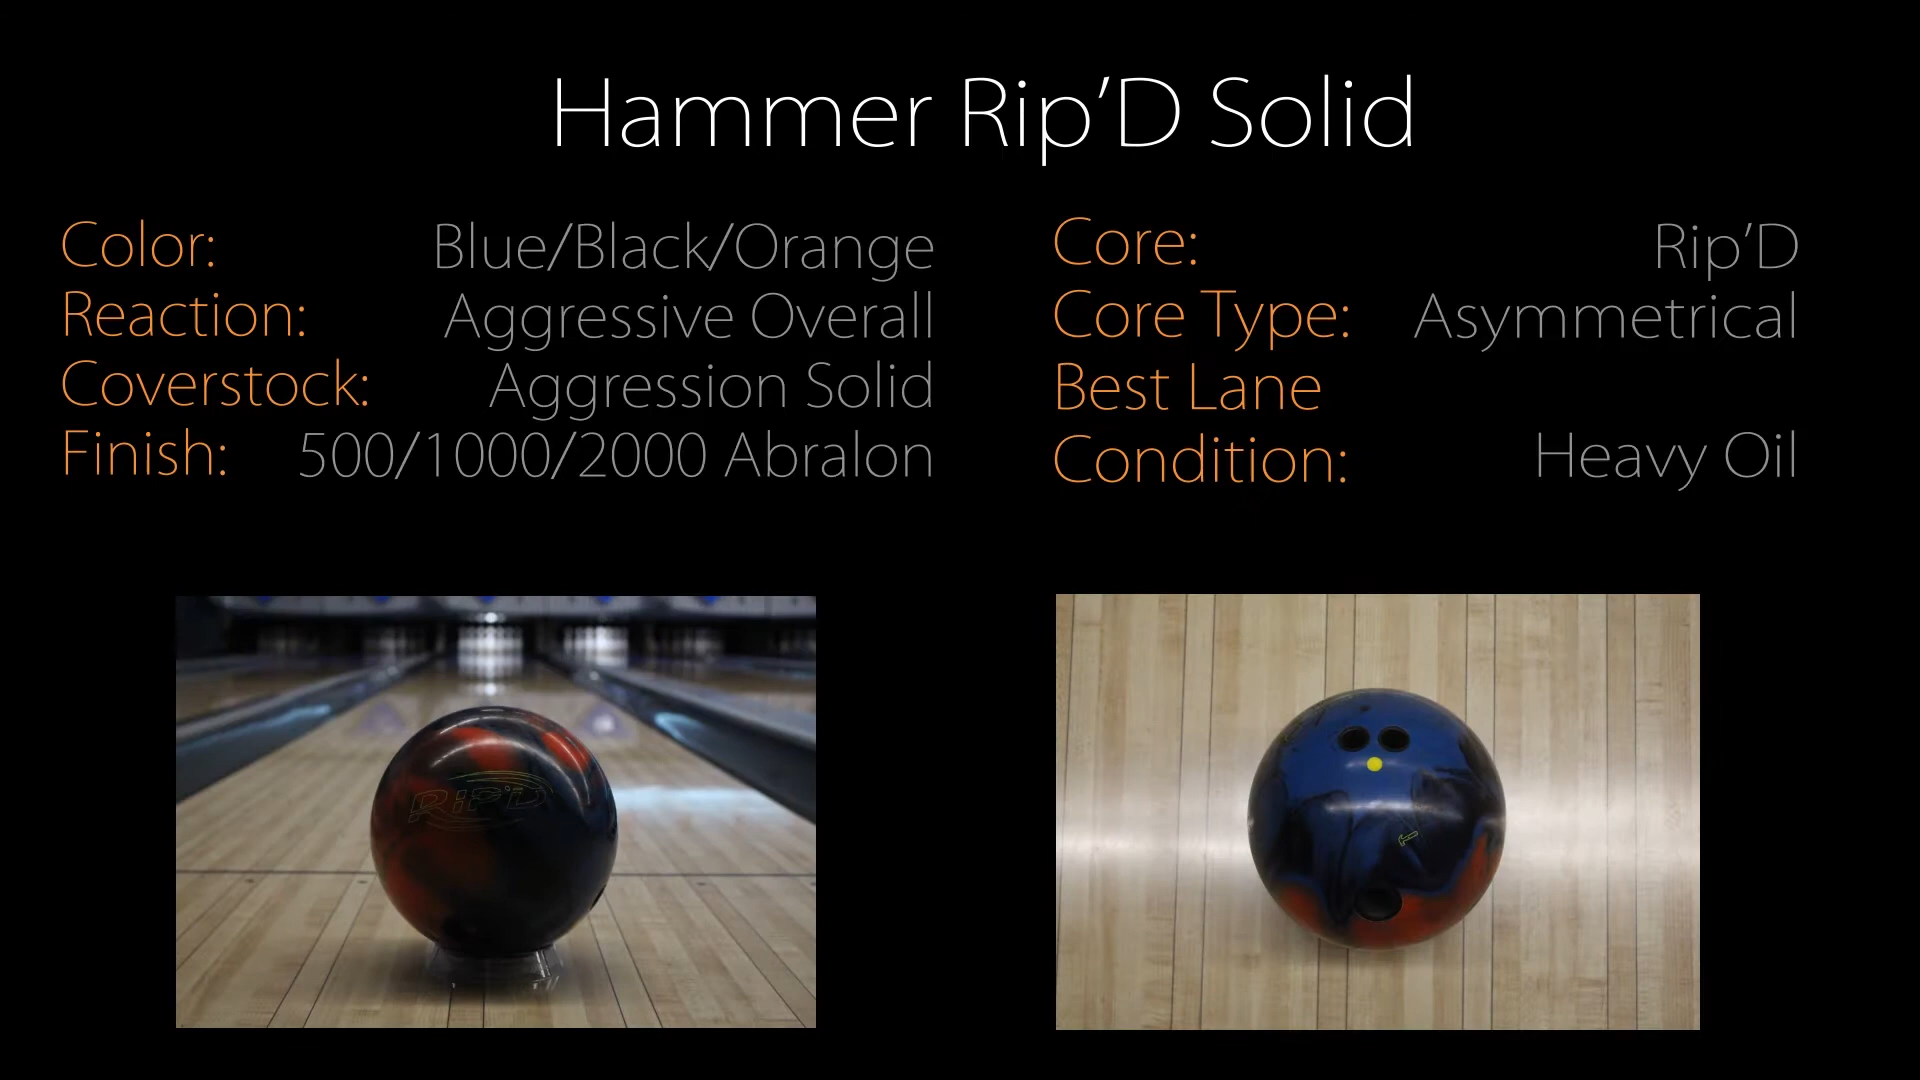 Hammer Rip’D Solid
Color: Blue/Black/Orange
Reaction: Aggressive Overall
Coverstock: Aggression Solid
Finish: 500/1000/2000 Abralon
Core: Rip’D
Core Type: Asymmetrical
Best Lane
Condition: Heavy Oil
RIP'D